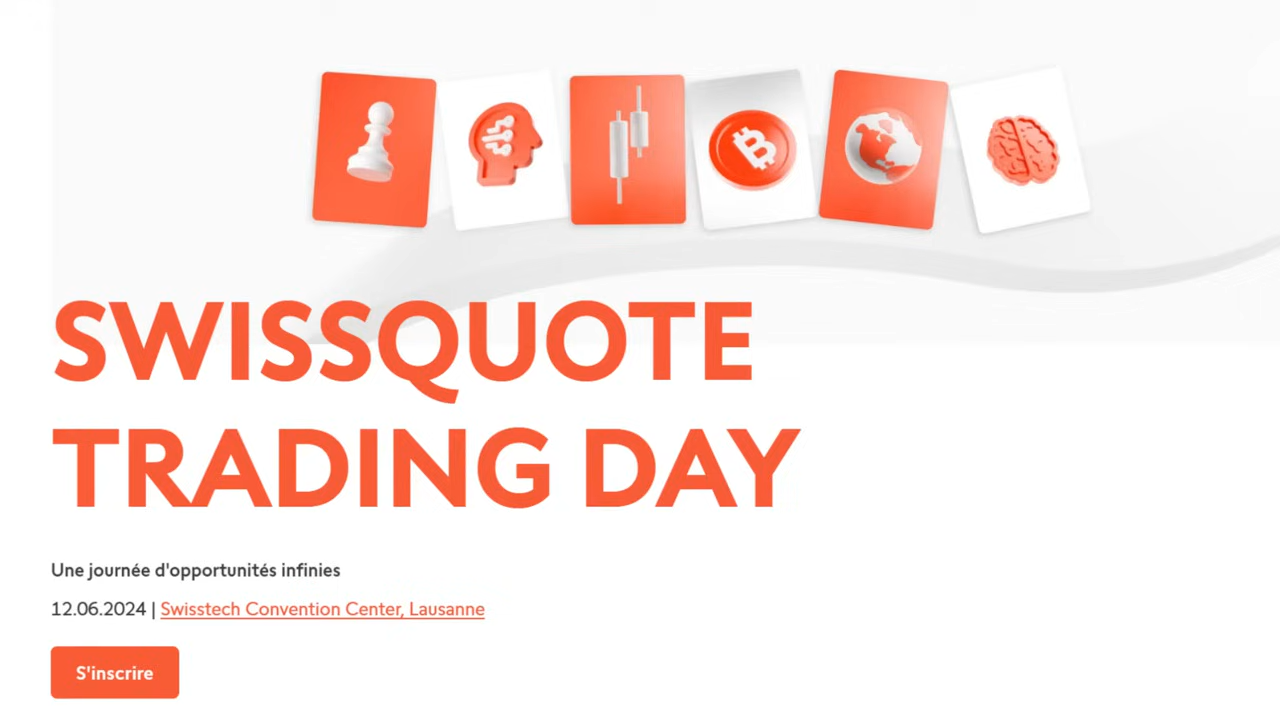 SWISSQUOTE
TRADING DAY
Une journée d'opportunités infinies
12.06.2024 | Swisstech Convention Center, Lausanne
S'inscrire